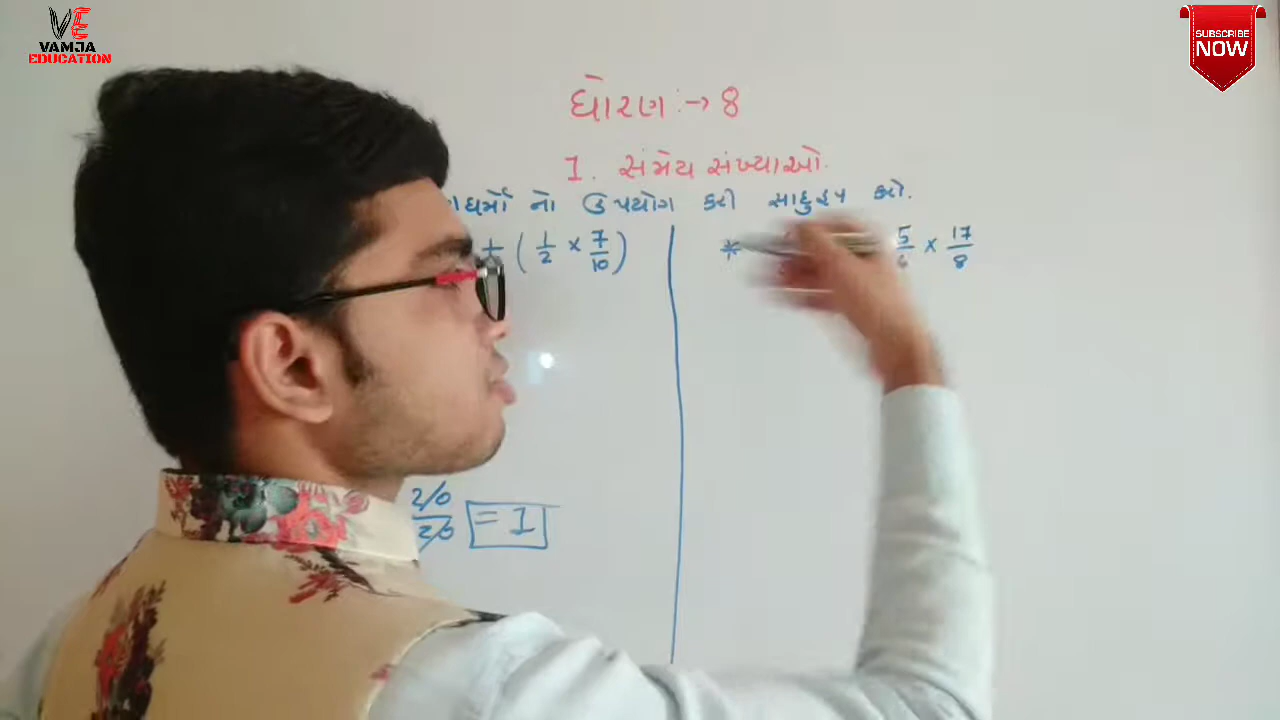 VE
VAMJA
EDUCATION
SUBSCRIBE
NOW
ધોરણ :→ 8
1. સંમેય સંખ્યાઓ.
નો ઉપયોગ કરી સાદુરૂપ કરો.
+ ( 1/2 × 7/10 )
* 5/6 × 17/8
20/20 = 1